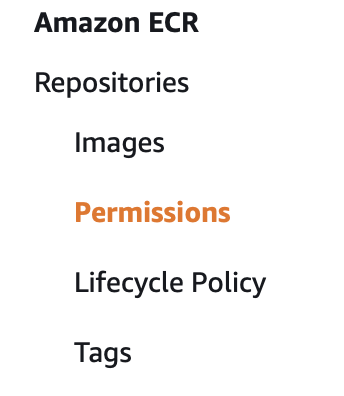 Amazon ECR
Repositories
Images
Permissions
Lifecycle Policy
Tags